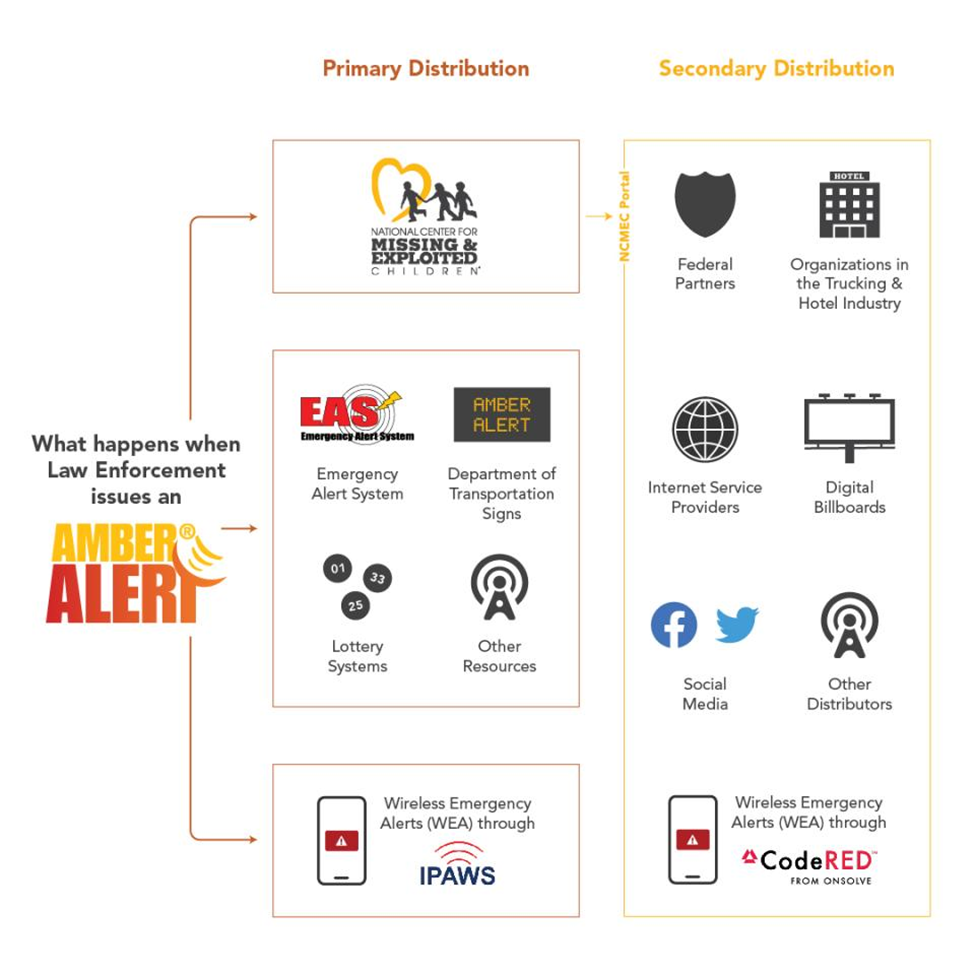 Primary Distribution
Secondary Distribution
NATIONAL CENTER FOR
MISSING &
EXPLOITED
CHILDREN
NCMEC Portal
HOTEL
Federal
Partners
Organizations in
the Trucking &
Hotel Industry
What happens when
Law Enforcement
issues an
AMBER®
ALERT
EAS
Emergency Alert System
AMBER
ALERT
Emergency
Alert System
Department of
Transportation
Signs
01
33
25
Lottery
Systems
Other
Resources
Internet Service
Providers
Digital
Billboards
Social
Media
Other
Distributors
Wireless Emergency
Alerts (WEA) through
IPAWS
Wireless Emergency
Alerts (WEA) through
CodeRED™
FROM ONSOLVE